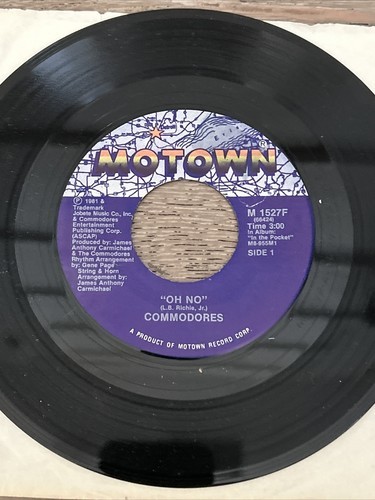 MOTOWN
®
Ⓟ 1981 &
Trademark
Jobete Music Co., Inc.
& Commodores
Entertainment
Publishing Corp.
(ASCAP)
Produced by: James
Anthony Carmichael
& The Commodores
Rhythm Arrangement
by: Gene Page
String & Horn
Arrangement by:
James Anthony
Carmichael
M 1527F
(66424)
Time 3:00
In Album:
"In the Pocket"
M8-955M1
SIDE 1
"OH NO"
(L.B. Richie, Jr.)
COMMODORES
A PRODUCT OF MOTOWN RECORD CORP.